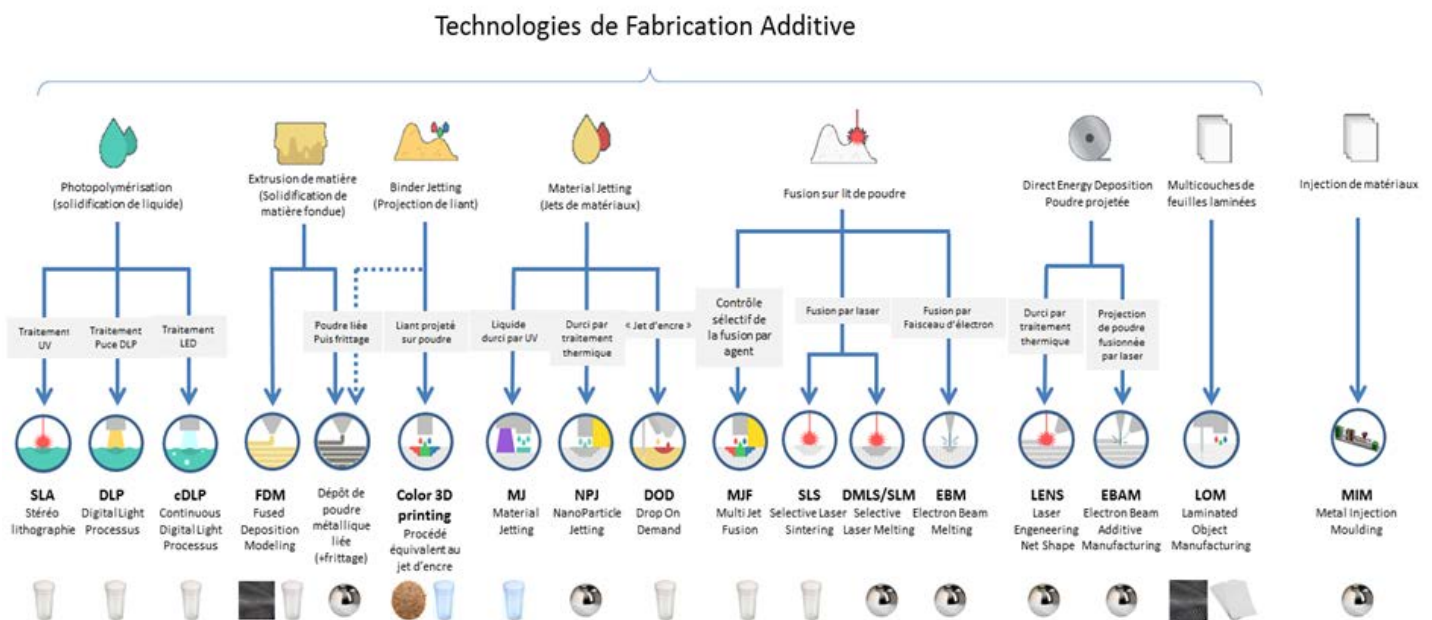 Technologies de Fabrication Additive
Photopolymérisation
(solidification de liquide)
Extrusion de matière
(Solidification de
matière fondue)
Binder Jetting
(Projection de liant)
Material Jetting
(Jets de matériaux)
Fusion sur lit de poudre
Direct Energy Deposition
Poudre projetée
Multicouches de
feuilles laminées
Injection de matériaux
Traitement
UV
Traitement
Puce DLP
Traitement
LED
Poudre liée
Puis frittage
Liant projeté
sur poudre
Liquide
durci par UV
Durci par
traitement
thermique
« Jet d'encre »
Contrôle
sélectif de
la fusion par
agent
Fusion par laser
Fusion par
Faisceau d'électron
Durci par
traitement
thermique
Projection
de poudre
fusionnée
par laser
SLA
Stéréo
lithographie
DLP
Digital Light
Processus
cDLP
Continuous
Digital Light
Processus
FDM
Fused
Deposition
Modeling
Dépôt de
poudre
métallique
liée
(+frittage)
Color 3D
printing
Procédé
équivalent au
jet d'encre
MJ
Material
Jetting
NPJ
NanoParticle
Jetting
DOD
Drop On
Demand
MJF
Multi Jet
Fusion
SLS
Selective Laser
Sintering
DMLS/SLM
Selective
Laser Melting
EBM
Electron Beam
Melting
LENS
Laser
Engeneering
Net Shape
EBAM
Electron Beam
Additive
Manufacturing
LOM
Laminated
Object
Manufacturing
MIM
Metal Injection
Moulding